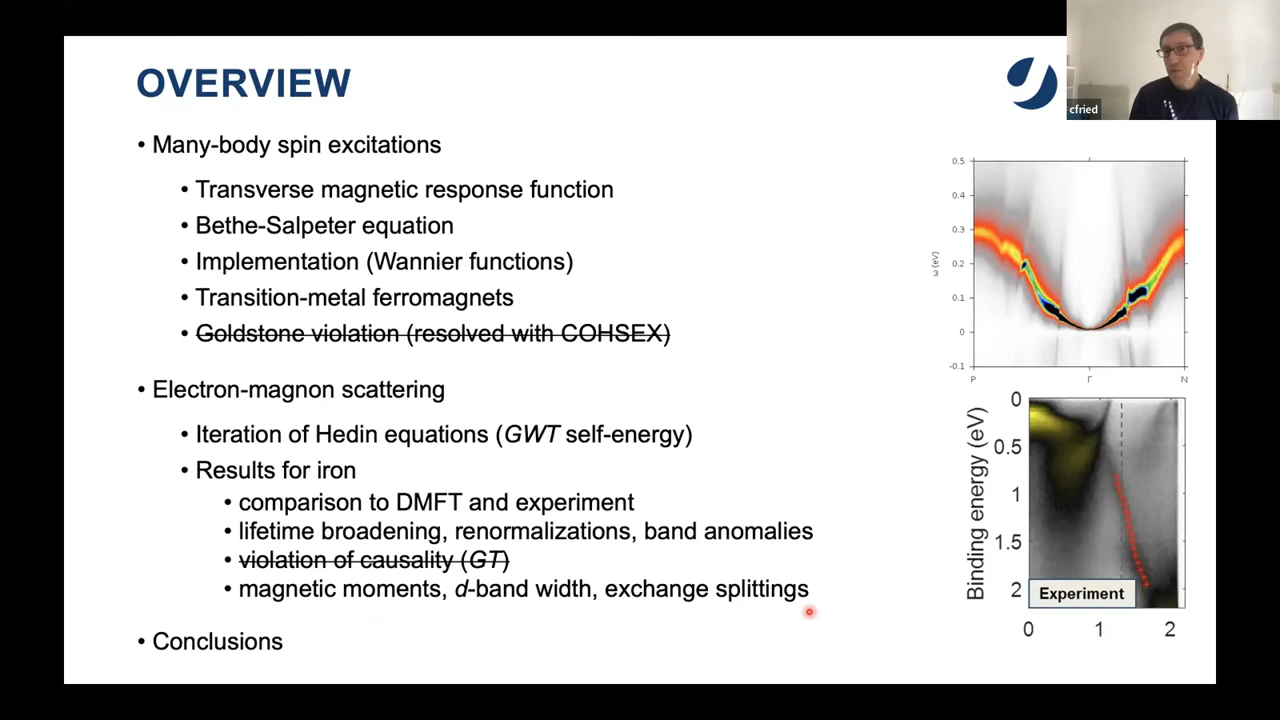 OVERVIEW
cfried
• Many-body spin excitations
• Transverse magnetic response function
• Bethe-Salpeter equation
• Implementation (Wannier functions)
• Transition-metal ferromagnets
• Goldstone violation (resolved with COHSEX)
• Electron-magnon scattering
• Iteration of Hedin equations (GWT self-energy)
• Results for iron
• comparison to DMFT and experiment
• lifetime broadening, renormalizations, band anomalies
• violation of causality (GT)
• magnetic moments, d-band width, exchange splittings
• Conclusions
0.5
0.4
0.3
0.2
0.1
0
-0.1
ω (eV)
P Γ N
Binding energy (eV)
0
0.5
1
1.5
2
Experiment
0 1 2